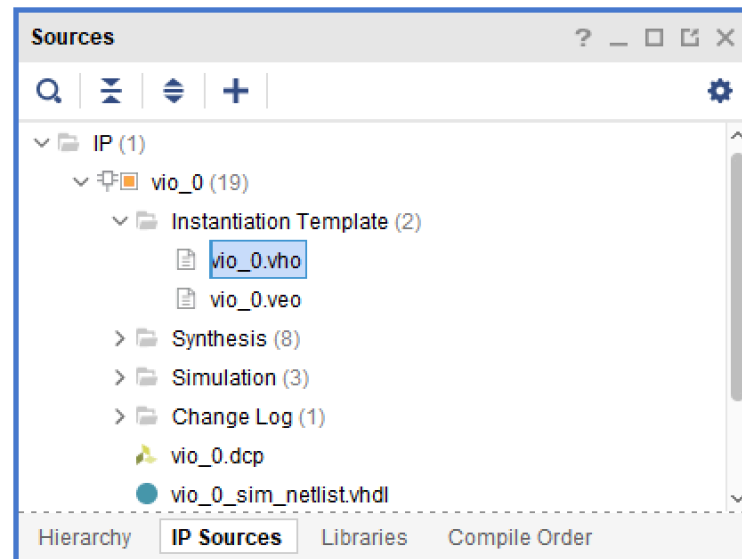 Sources
IP (1)
vio_0 (19)
Instantiation Template (2)
vio_0.vho
vio_0.veo
Synthesis (8)
Simulation (3)
Change Log (1)
vio_0.dcp
vio_0_sim_netlist.vhdl
Hierarchy IP Sources Libraries Compile Order